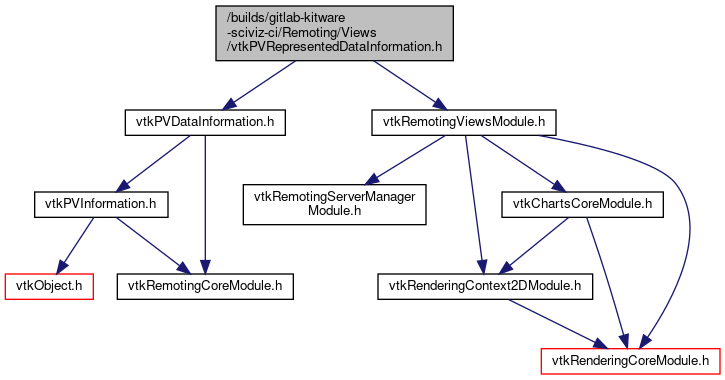 /builds/gitlab-kitware
-sciviz-ci/Remoting/Views
/vtkPVRepresentedDataInformation.h
vtkPVDataInformation.h
vtkRemotingViewsModule.h
vtkPVInformation.h
vtkRemotingServerManager
Module.h
vtkChartsCoreModule.h
vtkObject.h
vtkRemotingCoreModule.h
vtkRenderingContext2DModule.h
vtkRenderingCoreModule.h